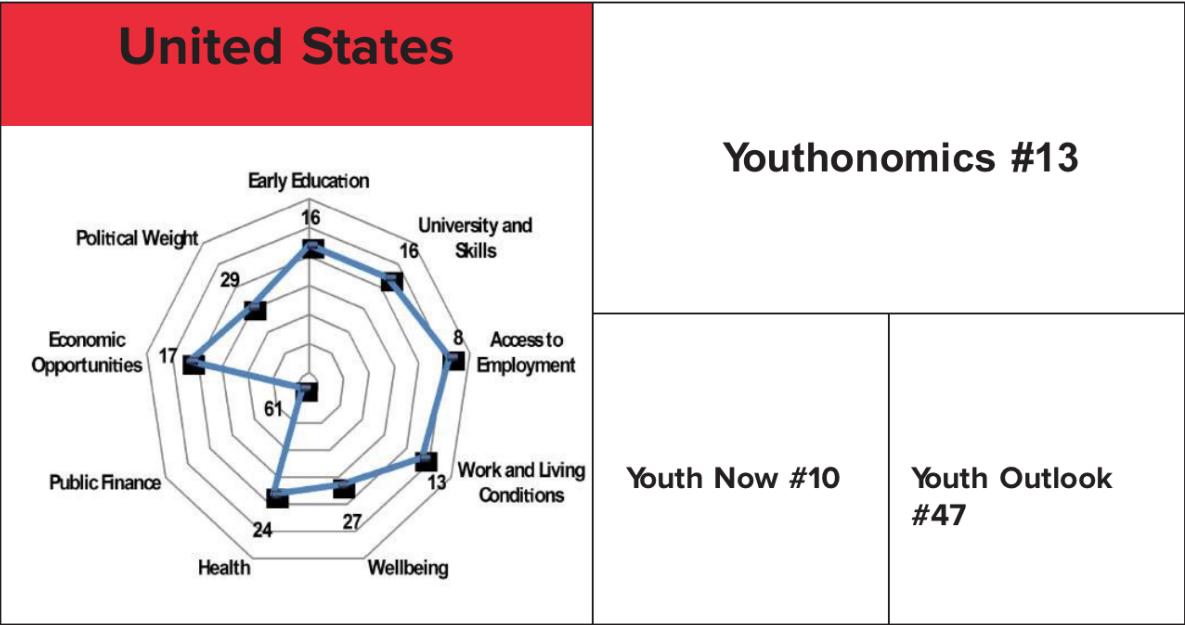 United States
Youthonomics #13
Early Education
16
University and
Skills
16
Political Weight
29
8
Access to
Employment
Economic
Opportunities
17
61
Public Finance
Work and Living
Conditions
13
27
24
Health
Wellbeing
Youth Now #10
Youth Outlook
#47